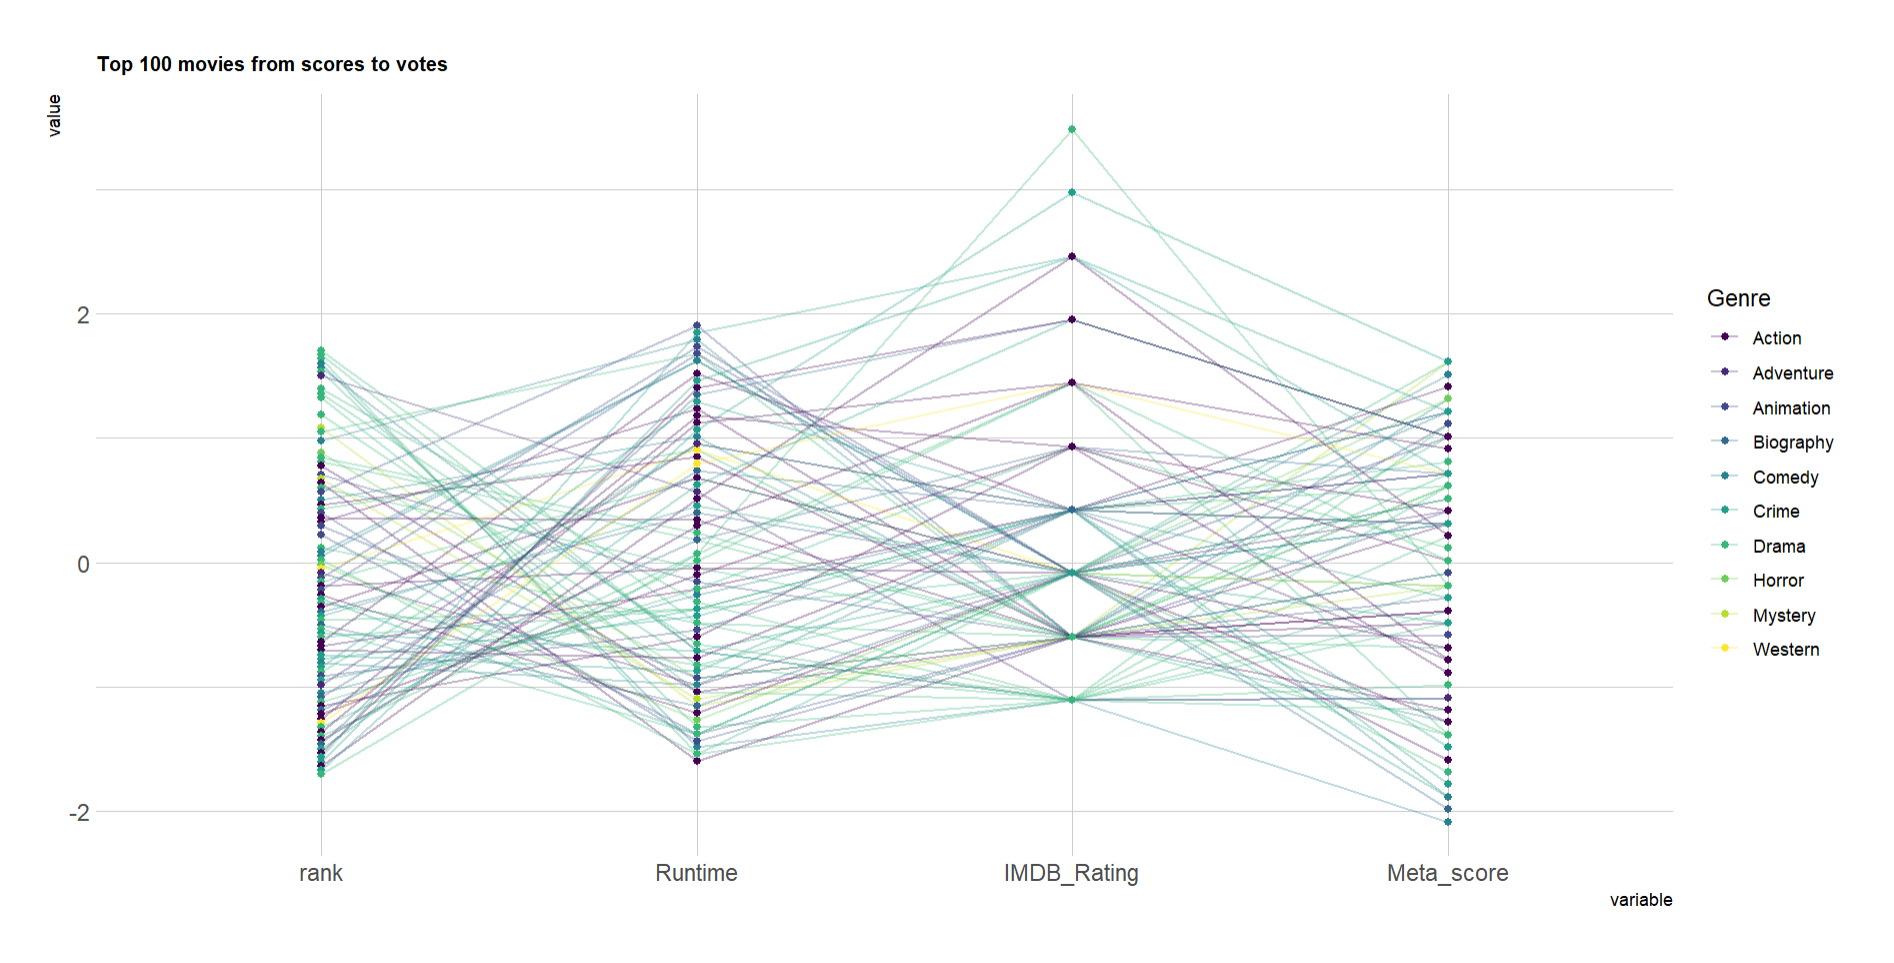 Top 100 movies from scores to votes
value
2
0
-2
rank
Runtime
IMDB_Rating
Meta_score
variable
Genre
Action
Adventure
Animation
Biography
Comedy
Crime
Drama
Horror
Mystery
Western